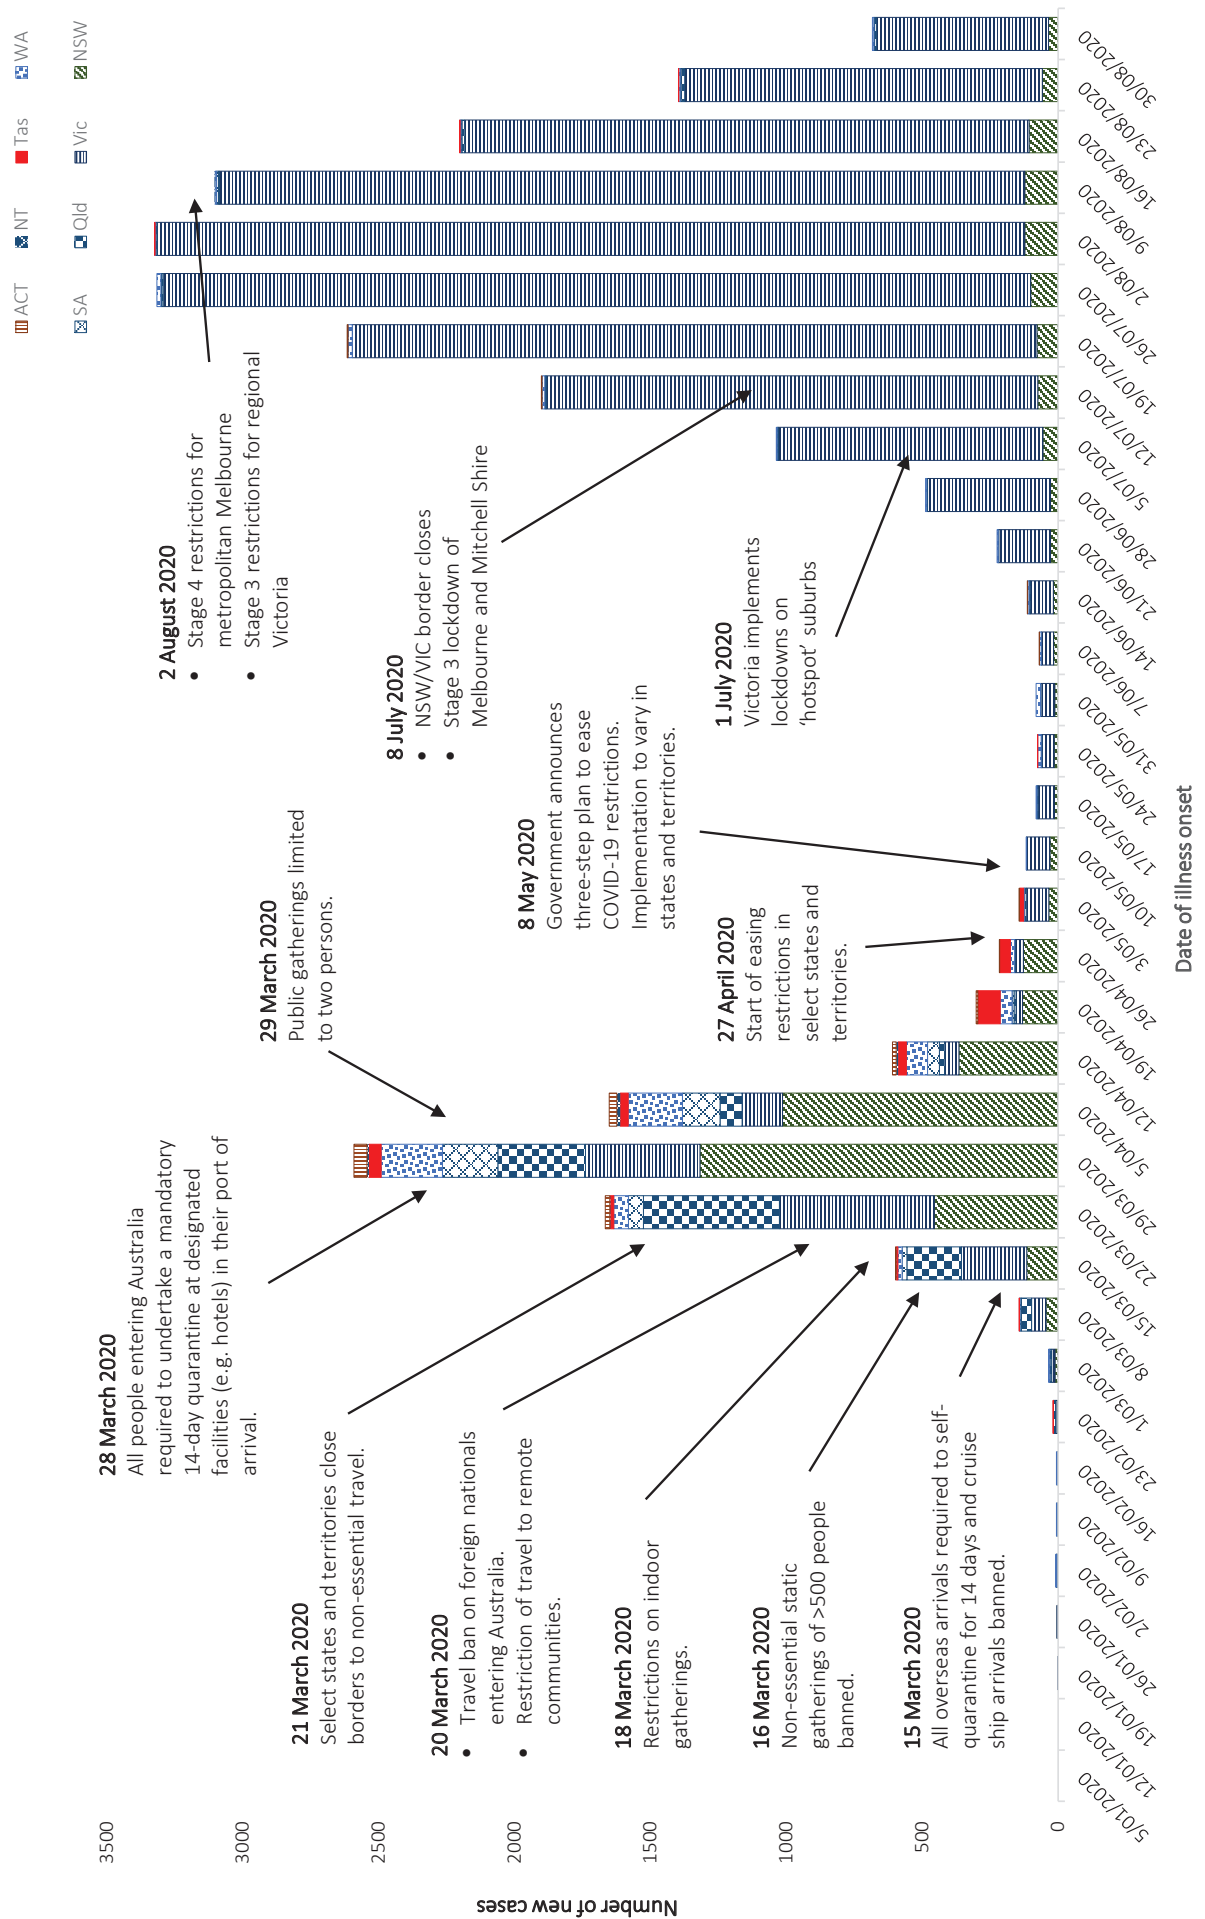 ACT
NT
Tas
WA
SA
Qld
Vic
NSW
Number of new cases
3500
3000
2500
2000
1500
1000
500
0
28 March 2020
All people entering Australia
required to undertake a mandatory
14-day quarantine at designated
facilities (e.g. hotels) in their port of
arrival.
21 March 2020
Select states and territories close
borders to non-essential travel.
20 March 2020
• Travel ban on foreign nationals
entering Australia.
• Restriction of travel to remote
communities.
18 March 2020
Restrictions on indoor
gatherings.
16 March 2020
Non-essential static
gatherings of >500 people
banned.
15 March 2020
All overseas arrivals required to self-
quarantine for 14 days and cruise
ship arrivals banned.
29 March 2020
Public gatherings limited
to two persons.
27 April 2020
Start of easing
restrictions in
select states and
territories.
8 May 2020
Government announces
three-step plan to ease
COVID-19 restrictions.
Implementation to vary in
states and territories.
1 July 2020
Victoria implements
lockdowns on
‘hotspot’ suburbs
8 July 2020
• NSW/VIC border closes
• Stage 3 lockdown of
Melbourne and Mitchell Shire
2 August 2020
• Stage 4 restrictions for
metropolitan Melbourne
• Stage 3 restrictions for regional
Victoria
5/01/2020
12/01/2020
19/01/2020
26/01/2020
2/02/2020
9/02/2020
16/02/2020
23/02/2020
1/03/2020
8/03/2020
15/03/2020
22/03/2020
29/03/2020
5/04/2020
12/04/2020
19/04/2020
26/04/2020
3/05/2020
10/05/2020
17/05/2020
24/05/2020
31/05/2020
7/06/2020
14/06/2020
21/06/2020
28/06/2020
5/07/2020
12/07/2020
19/07/2020
26/07/2020
2/08/2020
9/08/2020
16/08/2020
23/08/2020
30/08/2020
Date of illness onset